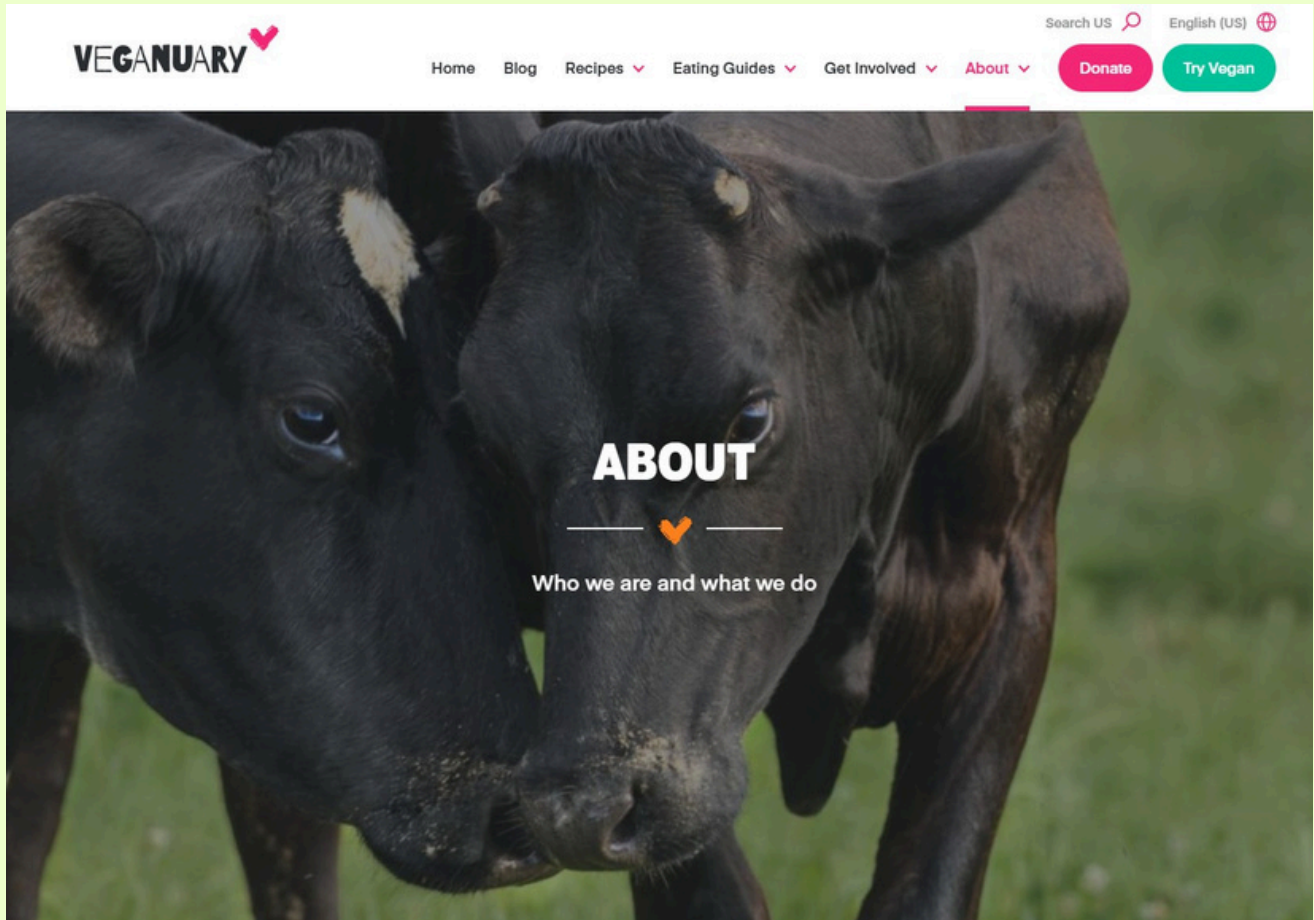 Search US English (US)
VEGANUARY
Home Blog Recipes Eating Guides Get Involved About Donate Try Vegan
ABOUT
Who we are and what we do